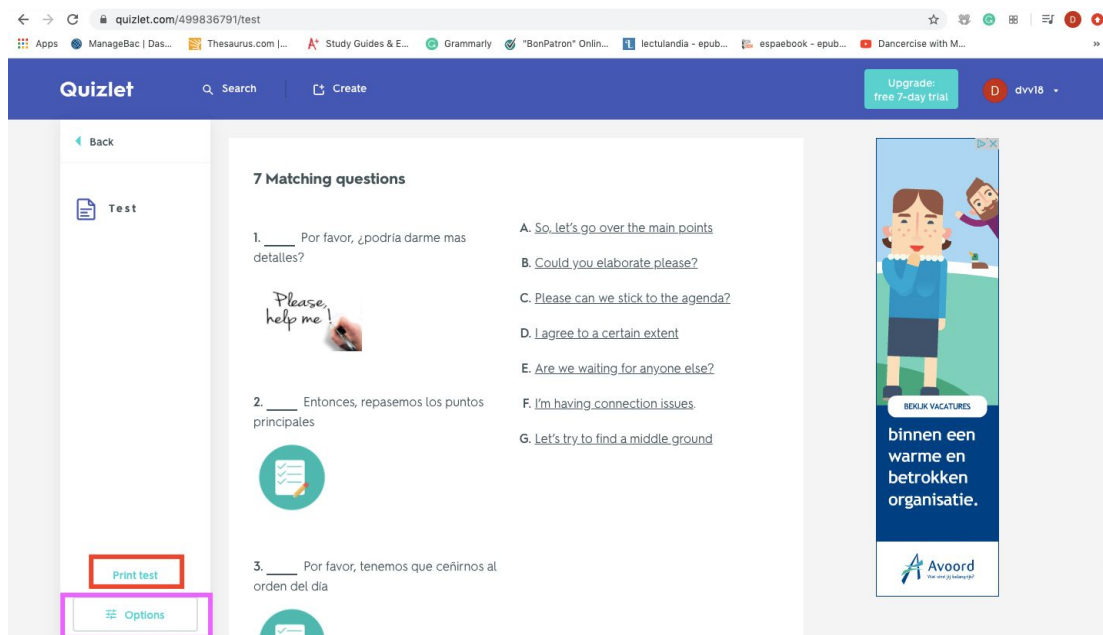 quizlet.com/499836791/test
D
Apps
ManageBac | Das...
Thesaurus.com |...
A+ Study Guides & E...
G Grammarly
"BonPatron" Onlin...
lectulandia - epub...
espaebook - epub...
Dancercise with M...
»
Quizlet
Search
Create
Upgrade:
free 7-day trial
D dvv18
Back
Test
Print test
Options
7 Matching questions
1. ____ Por favor, ¿podría darme mas
detalles?
Please,
help me !
2. ____ Entonces, repasemos los puntos
principales
3. ____ Por favor, tenemos que ceñirnos al
orden del día
A. So, let's go over the main points
B. Could you elaborate please?
C. Please can we stick to the agenda?
D. I agree to a certain extent
E. Are we waiting for anyone else?
F. I'm having connection issues.
G. Let's try to find a middle ground
BEKIJK VACATURES
binnen een
warme en
betrokken
organisatie.
Avoord